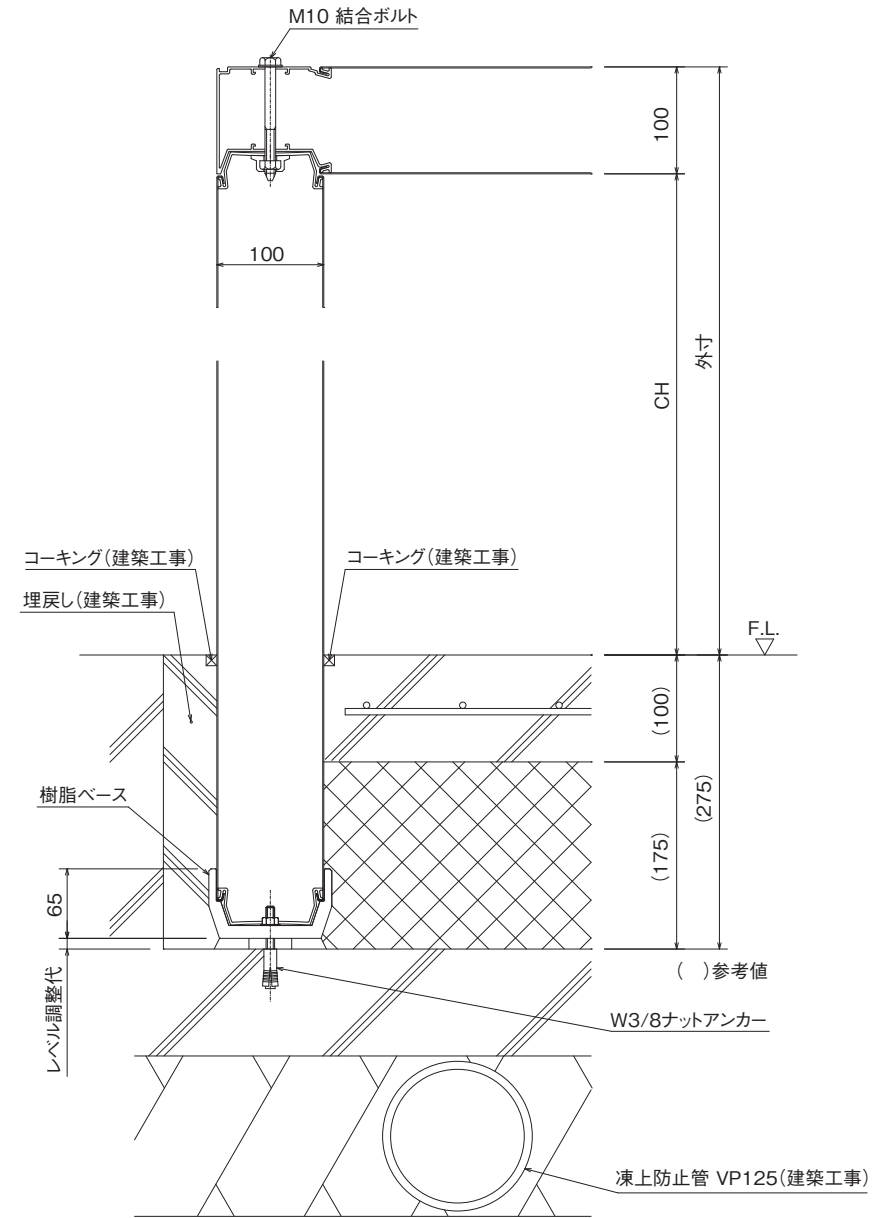 M10 結合ボルト
100
100
外寸
CH
コーキング(建築工事)
コーキング(建築工事)
埋戻し(建築工事)
F.L.
(100)
樹脂ベース
(275)
(175)
65
レベル調整代
( )参考値
W3/8ナットアンカー
凍上防止管 VP125(建築工事)